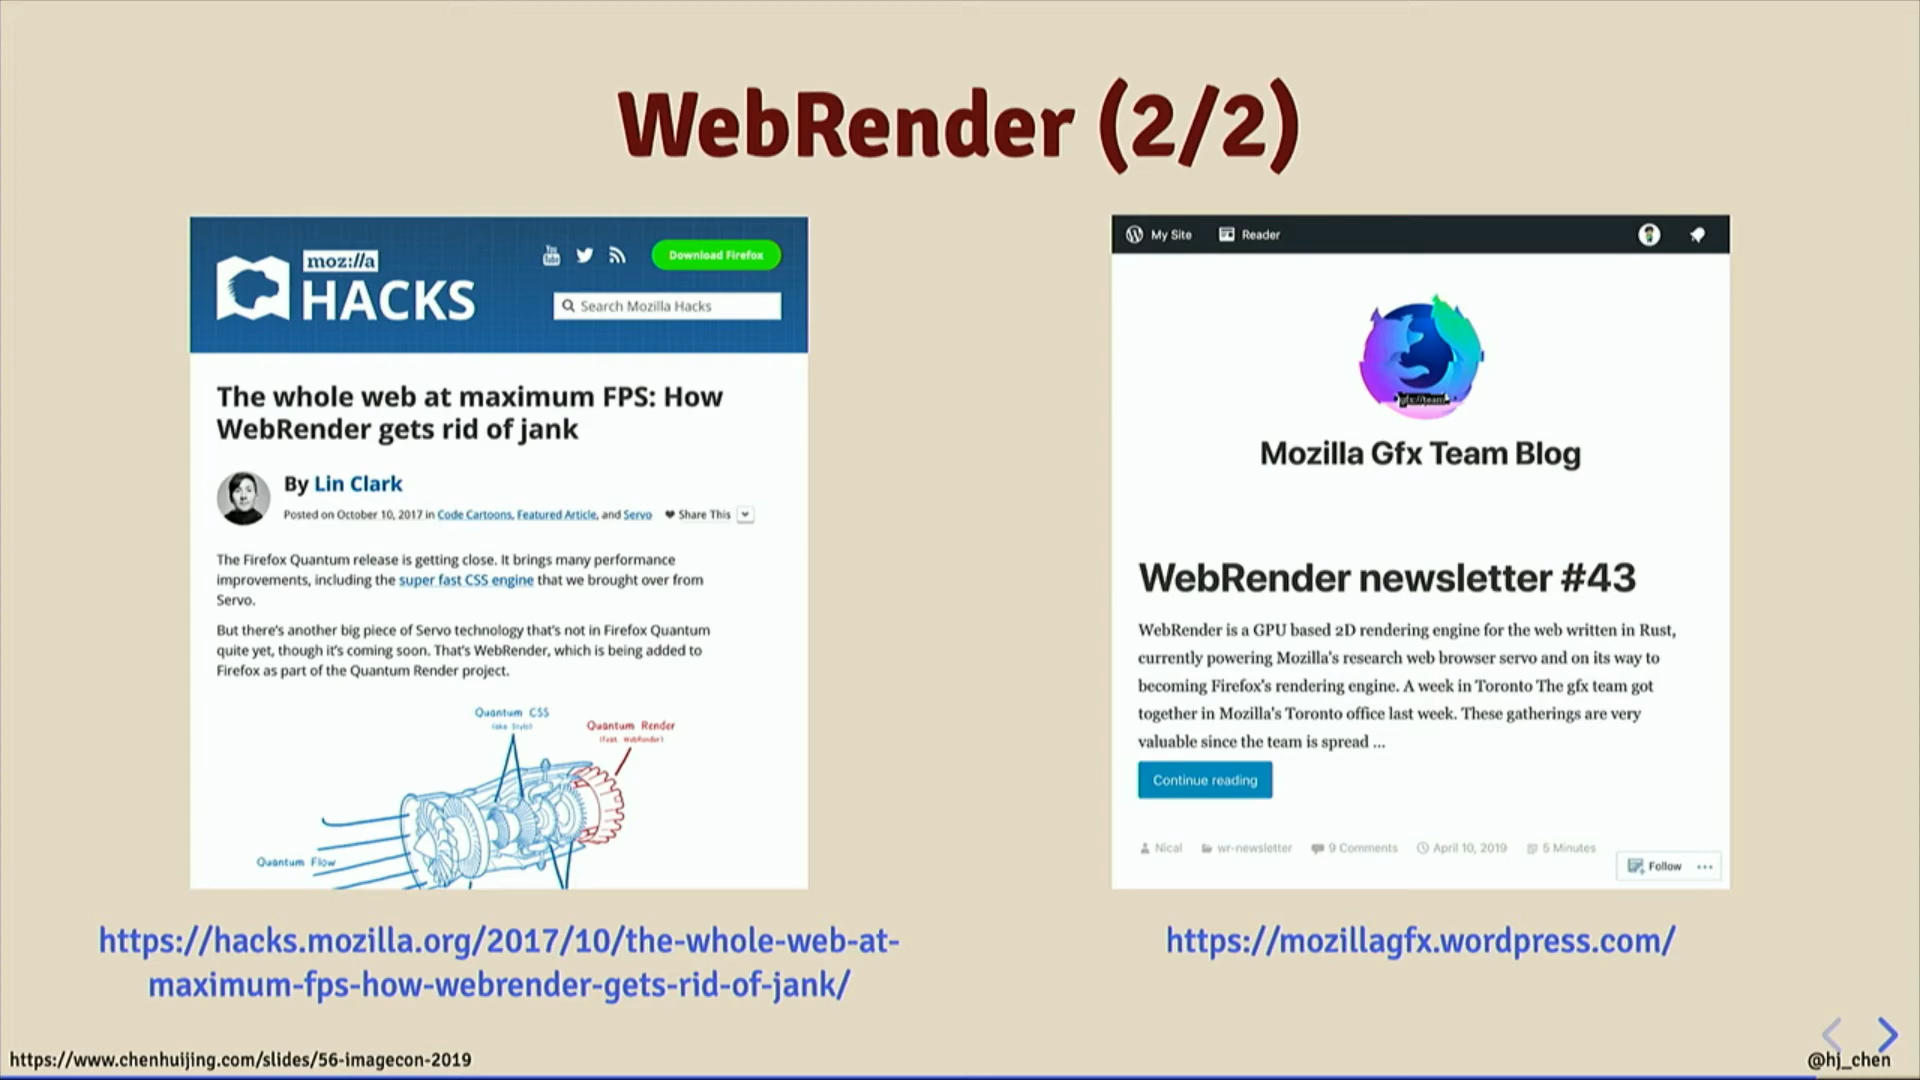 WebRender (2/2)
moz://a
HACKS
You Tube
Download Firefox
Search Mozilla Hacks
The whole web at maximum FPS: How
WebRender gets rid of jank
By Lin Clark
Posted on October 10, 2017 in Code Cartoons, Featured Article, and Servo
Share This
The Firefox Quantum release is getting close. It brings many performance
improvements, including the super fast CSS engine that we brought over from
Servo.
But there's another big piece of Servo technology that's not in Firefox Quantum
quite yet, though it's coming soon. That's WebRender, which is being added to
Firefox as part of the Quantum Render project.
Quantum CSS
(aka Stylo)
Quantum Render
(feat. WebRender)
Quantum Flow
https://hacks.mozilla.org/2017/10/the-whole-web-at-
maximum-fps-how-webrender-gets-rid-of-jank/
My Site
Reader
gfx://team
Mozilla Gfx Team Blog
WebRender newsletter #43
WebRender is a GPU based 2D rendering engine for the web written in Rust,
currently powering Mozilla's research web browser servo and on its way to
becoming Firefox's rendering engine. A week in Toronto The gfx team got
together in Mozilla's Toronto office last week. These gatherings are very
valuable since the team is spread ...
Continue reading
Nical wr-newsletter 9 Comments April 10, 2019 5 Minutes
Follow ...
https://mozillagfx.wordpress.com/
https://www.chenhuijing.com/slides/56-imagecon-2019
@hj_chen